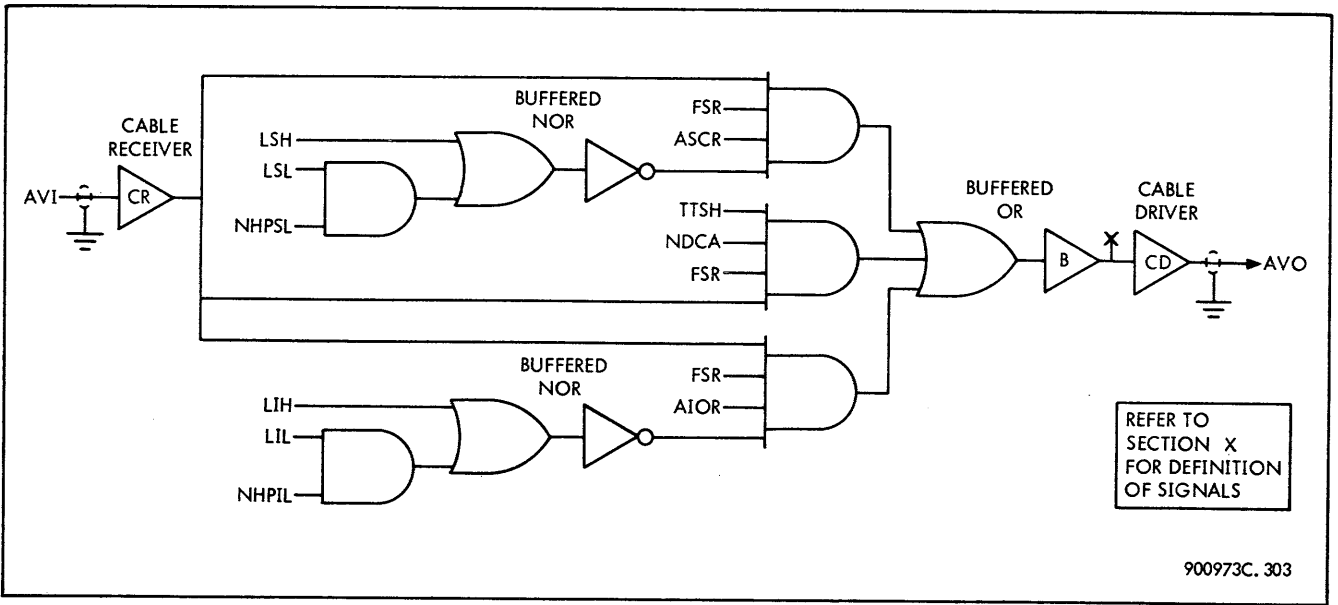 BUFFERED
NOR
CABLE
RECEIVER
AVI
CR
LSH
LSL
NHPSL
FSR
ASCR
TTSH
NDCA
FSR
BUFFERED
OR
B
X
CABLE
DRIVER
CD
AVO
BUFFERED
NOR
LIH
LIL
NHPIL
FSR
AIOR
REFER TO
SECTION X
FOR DEFINITION
OF SIGNALS
900973C. 303